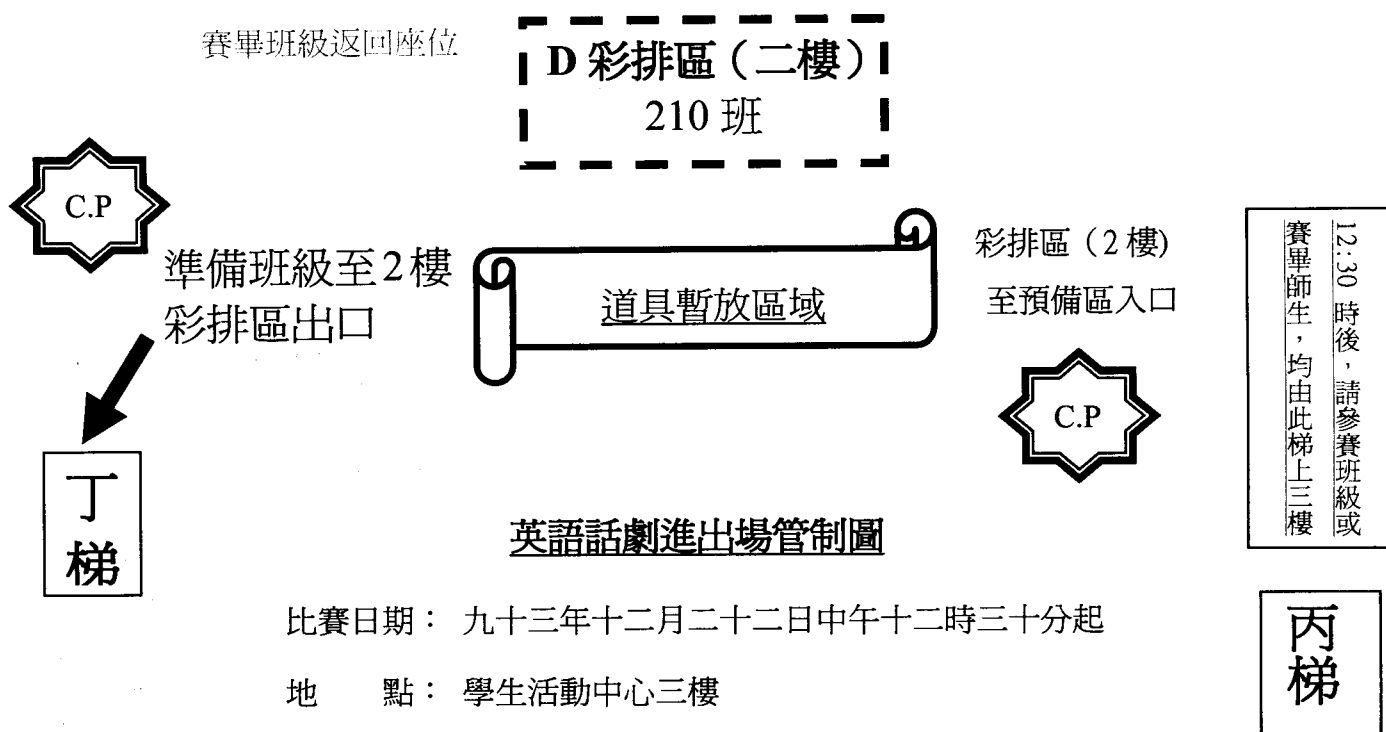 賽畢班級返回座位
D 彩排區（二樓）
210 班
C.P
準備班級至2樓
彩排區出口
道具暫放區域
彩排區（2 樓)
至預備區入口
C.P
12:30 時後，請參賽班級或
賽畢師生，均由此梯上三樓
丁梯
英語話劇進出場管制圖
比賽日期： 九十三年十二月二十二日中午十二時三十分起
地 點： 學生活動中心三樓
丙梯